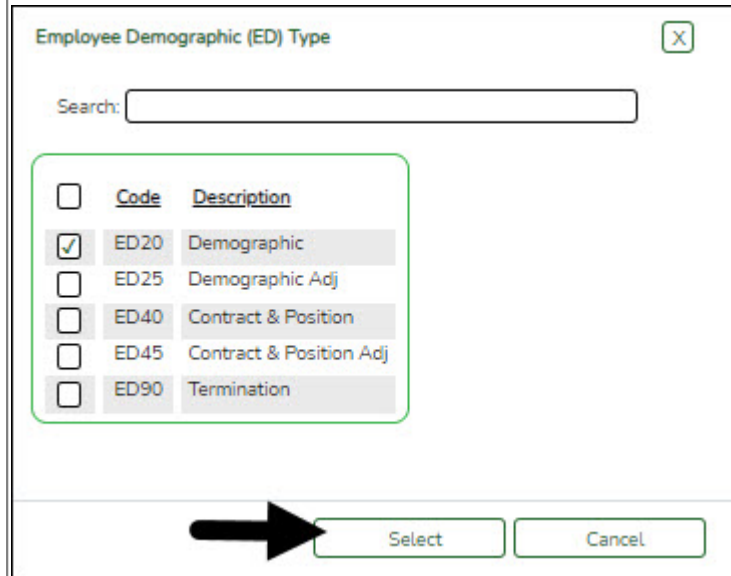 Employee Demographic (ED) Type
X
Search:
Code Description
ED20 Demographic
ED25 Demographic Adj
ED40 Contract & Position
ED45 Contract & Position Adj
ED90 Termination
Select Cancel